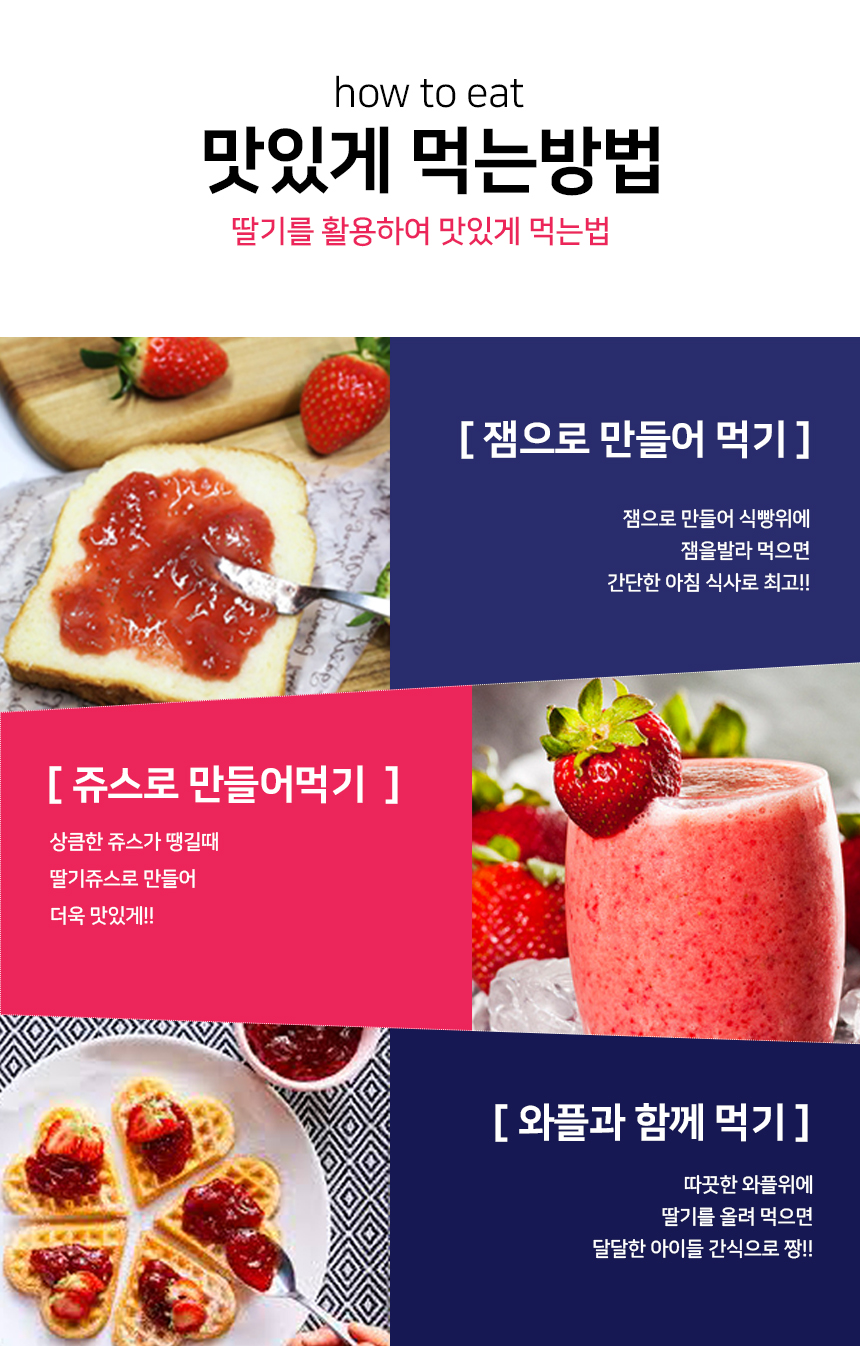 how to eat
맛있게 먹는방법
딸기를 활용하여 맛있게 먹는법
[ 잼으로 만들어 먹기 ]
잼으로 만들어 식빵위에
잼을발라 먹으면
간단한 아침 식사로 최고!!
[ 쥬스로 만들어먹기 ]
상큼한 쥬스가 땡길때
딸기쥬스로 만들어
더욱 맛있게!!
[ 와플과 함께 먹기 ]
따끗한 와플위에
딸기를 올려 먹으면
달달한 아이들 간식으로 짱!!